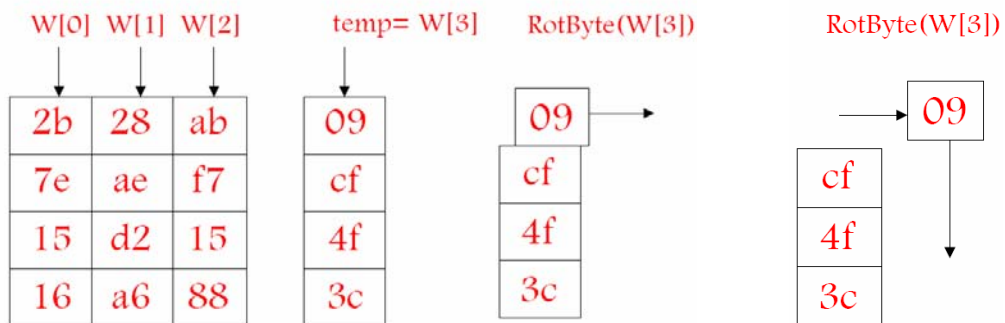 W[0] W[1] W[2] temp= W[3] RotByte(W[3]) RotByte(W[3])
2b 28 ab 09 09 09
7e ae f7 cf cf cf
15 d2 15 4f 4f 4f
16 a6 88 3c 3c 3c